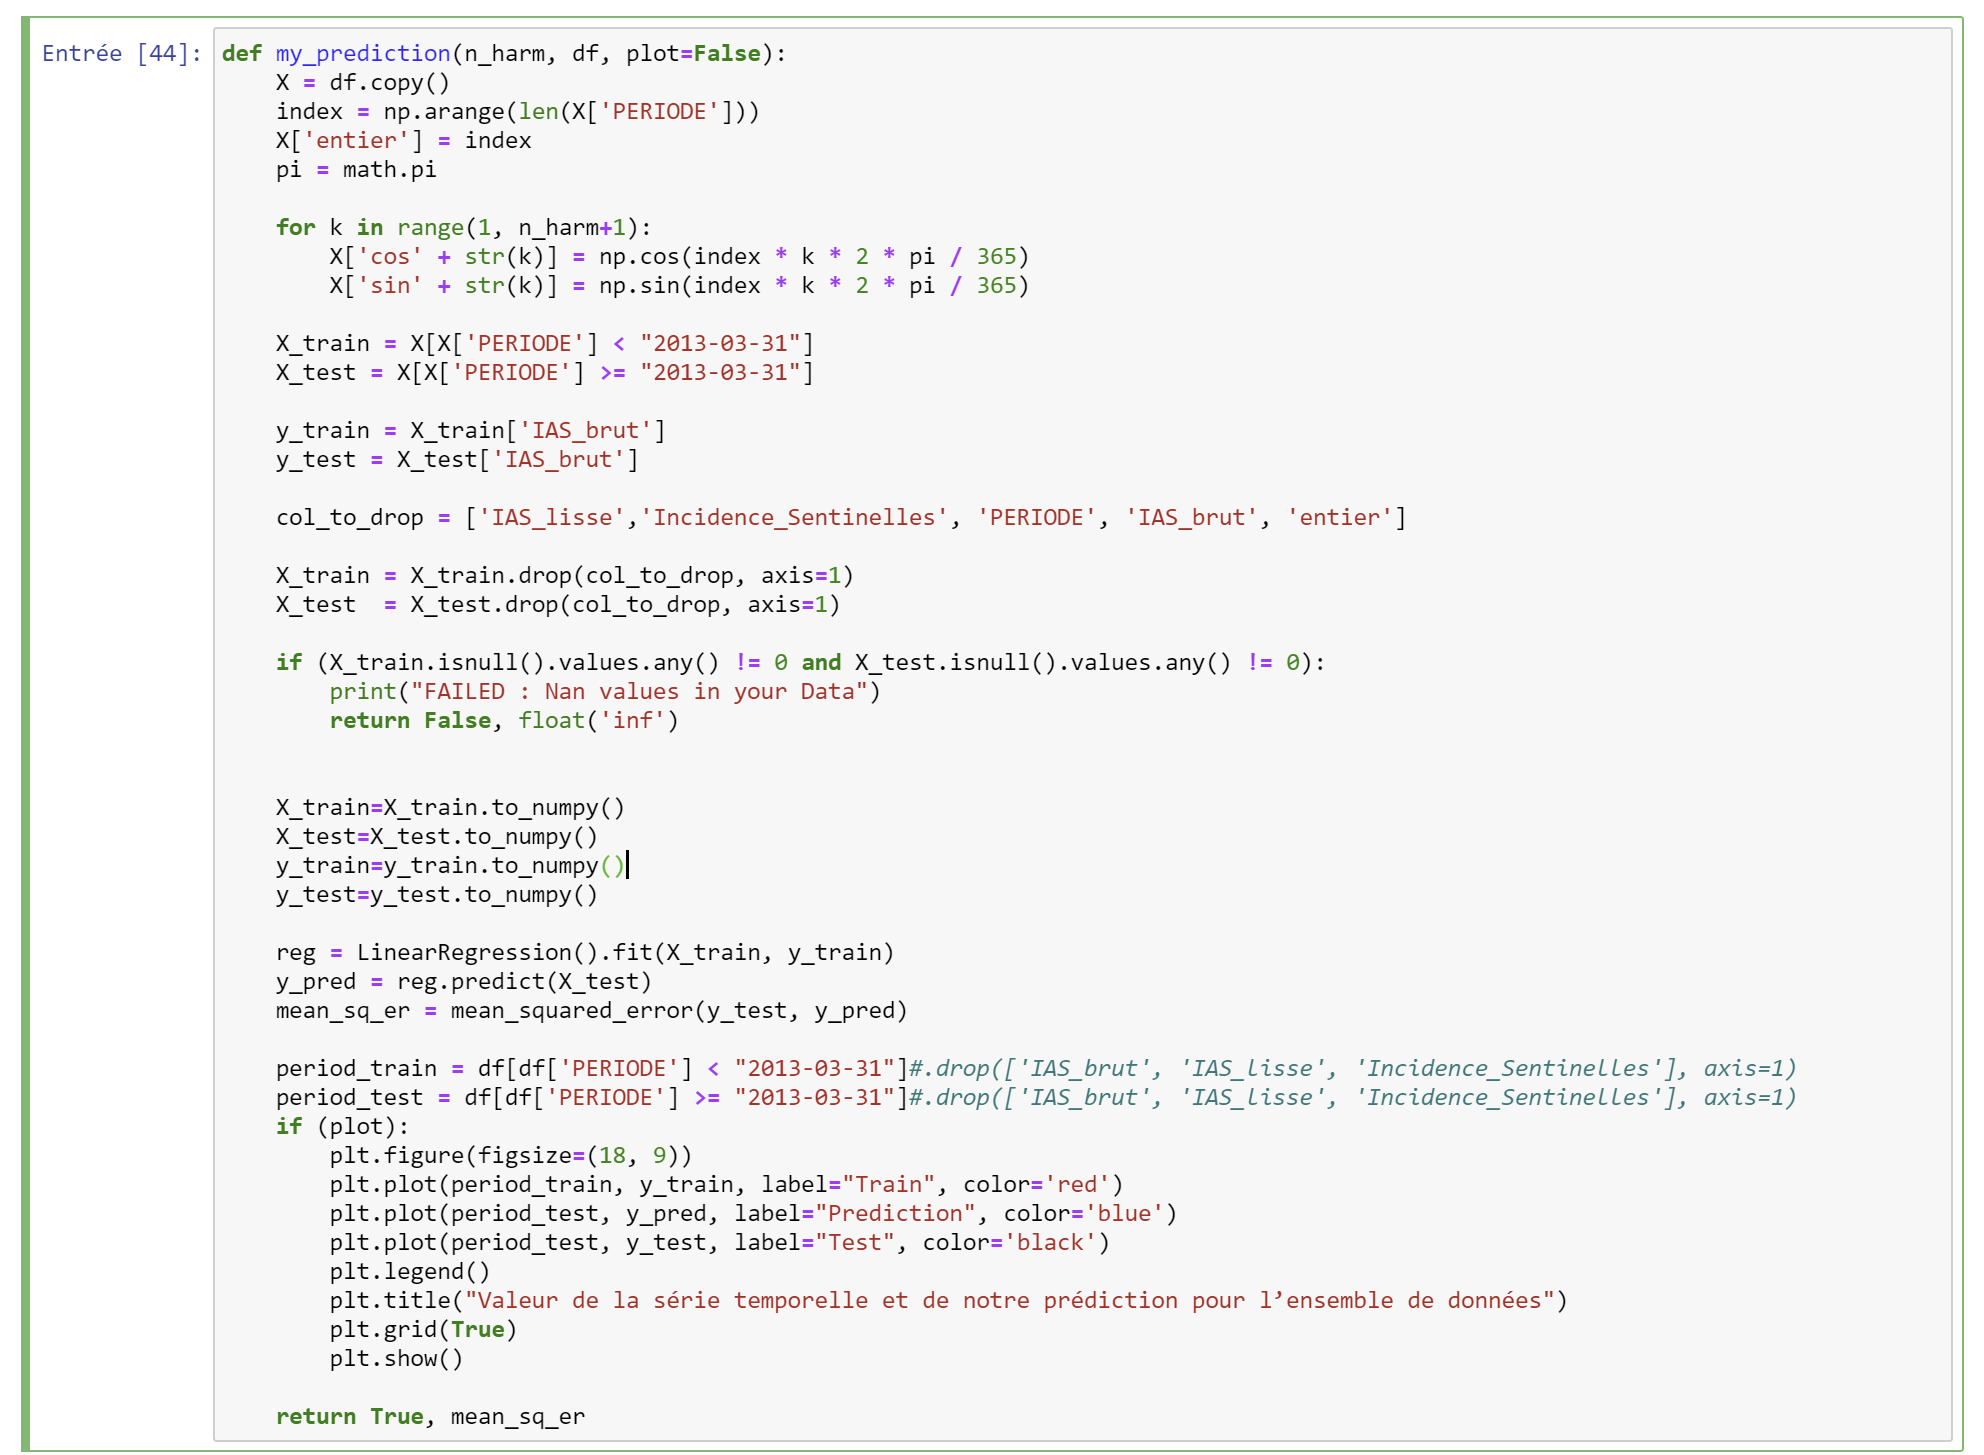 Entrée [44]: def my_prediction(n_harm, df, plot=False):
    X = df.copy()
    index = np.arange(len(X['PERIODE']))
    X['entier'] = index
    pi = math.pi

    for k in range(1, n_harm+1):
        X['cos' + str(k)] = np.cos(index * k * 2 * pi / 365)
        X['sin' + str(k)] = np.sin(index * k * 2 * pi / 365)

    X_train = X[X['PERIODE'] < "2013-03-31"]
    X_test = X[X['PERIODE'] >= "2013-03-31"]

    y_train = X_train['IAS_brut']
    y_test = X_test['IAS_brut']

    col_to_drop = ['IAS_lisse','Incidence_Sentinelles', 'PERIODE', 'IAS_brut', 'entier']

    X_train = X_train.drop(col_to_drop, axis=1)
    X_test  = X_test.drop(col_to_drop, axis=1)

    if (X_train.isnull().values.any() != 0 and X_test.isnull().values.any() != 0):
        print("FAILED : Nan values in your Data")
        return False, float('inf')

    X_train=X_train.to_numpy()
    X_test=X_test.to_numpy()
    y_train=y_train.to_numpy()
    y_test=y_test.to_numpy()

    reg = LinearRegression().fit(X_train, y_train)
    y_pred = reg.predict(X_test)
    mean_sq_er = mean_squared_error(y_test, y_pred)

    period_train = df[df['PERIODE'] < "2013-03-31"]#.drop(['IAS_brut', 'IAS_lisse', 'Incidence_Sentinelles'], axis=1)
    period_test = df[df['PERIODE'] >= "2013-03-31"]#.drop(['IAS_brut', 'IAS_lisse', 'Incidence_Sentinelles'], axis=1)
    if (plot):
        plt.figure(figsize=(18, 9))
        plt.plot(period_train, y_train, label="Train", color='red')
        plt.plot(period_test, y_pred, label="Prediction", color='blue')
        plt.plot(period_test, y_test, label="Test", color='black')
        plt.legend()
        plt.title("Valeur de la série temporelle et de notre prédiction pour l’ensemble de données")
        plt.grid(True)
        plt.show()

    return True, mean_sq_er